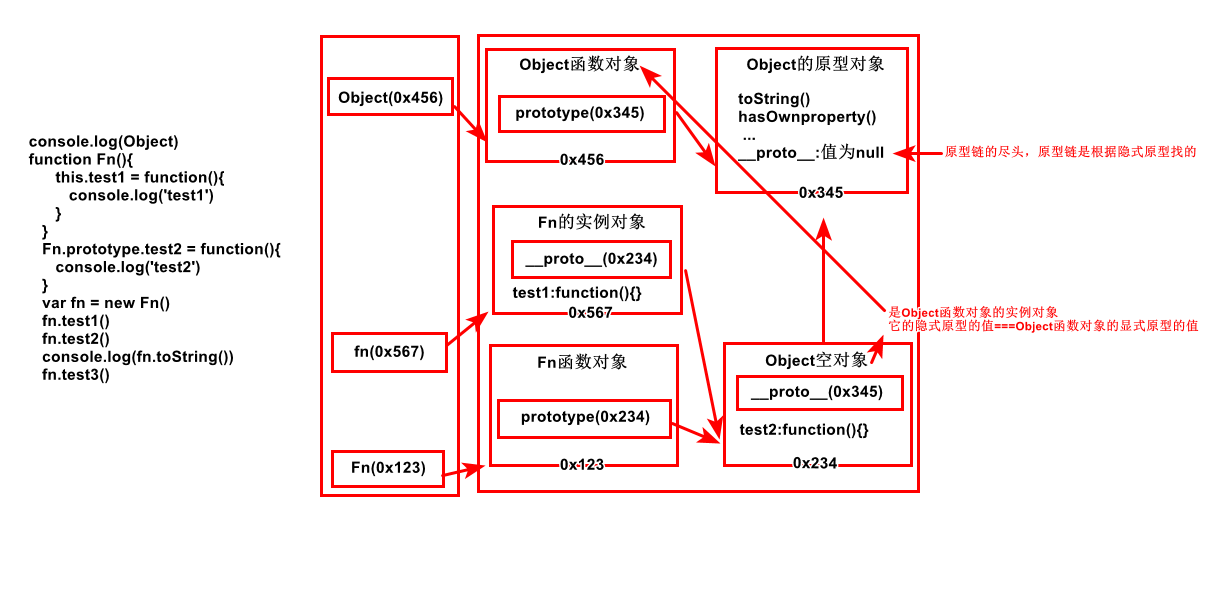 console.log(Object)
function Fn(){
this.test1 = function(){
console.log('test1')
}
}
Fn.prototype.test2 = function(){
console.log('test2')
}
var fn = new Fn()
fn.test1()
fn.test2()
console.log(fn.toString())
fn.test3()
Object(0x456)
fn(0x567)
Fn(0x123)
Object函数对象
prototype(0x345)
0x456
Fn的实例对象
__proto__(0x234)
test1:function(){}
0x567
Fn函数对象
prototype(0x234)
0x123
Object的原型对象
toString()
hasOwnproperty()
...
__proto__:值为null
0x345
Object空对象
__proto__(0x345)
test2:function(){}
0x234
原型链的尽头，原型链是根据隐式原型找的
是Object函数对象的实例对象
它的隐式原型的值===Object函数对象的显式原型的值